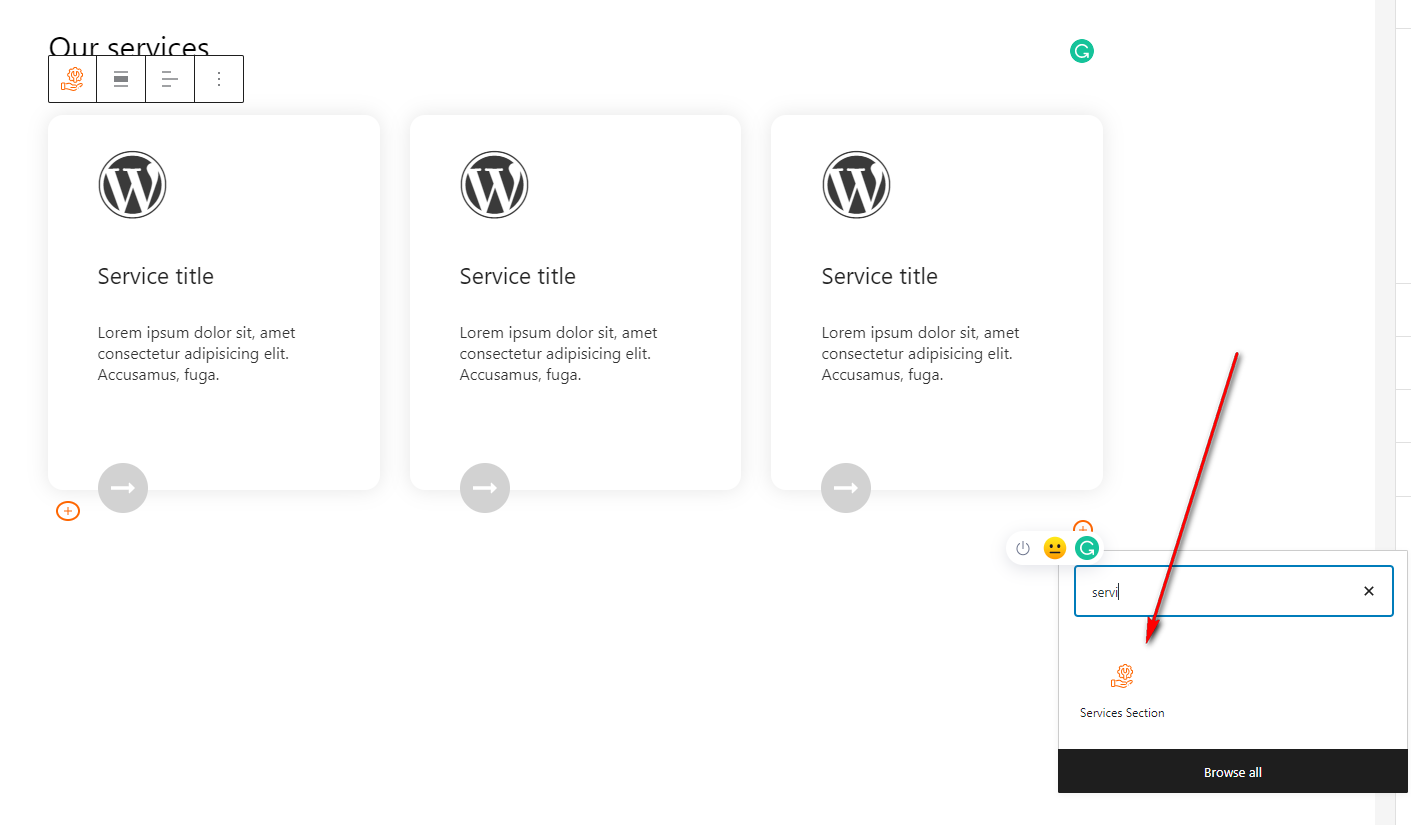 Our services
Service title
Lorem ipsum dolor sit, amet
consectetur adipisicing elit.
Accusamus, fuga.
Service title
Lorem ipsum dolor sit, amet
consectetur adipisicing elit.
Accusamus, fuga.
Service title
Lorem ipsum dolor sit, amet
consectetur adipisicing elit.
Accusamus, fuga.
servi
Services Section
Browse all